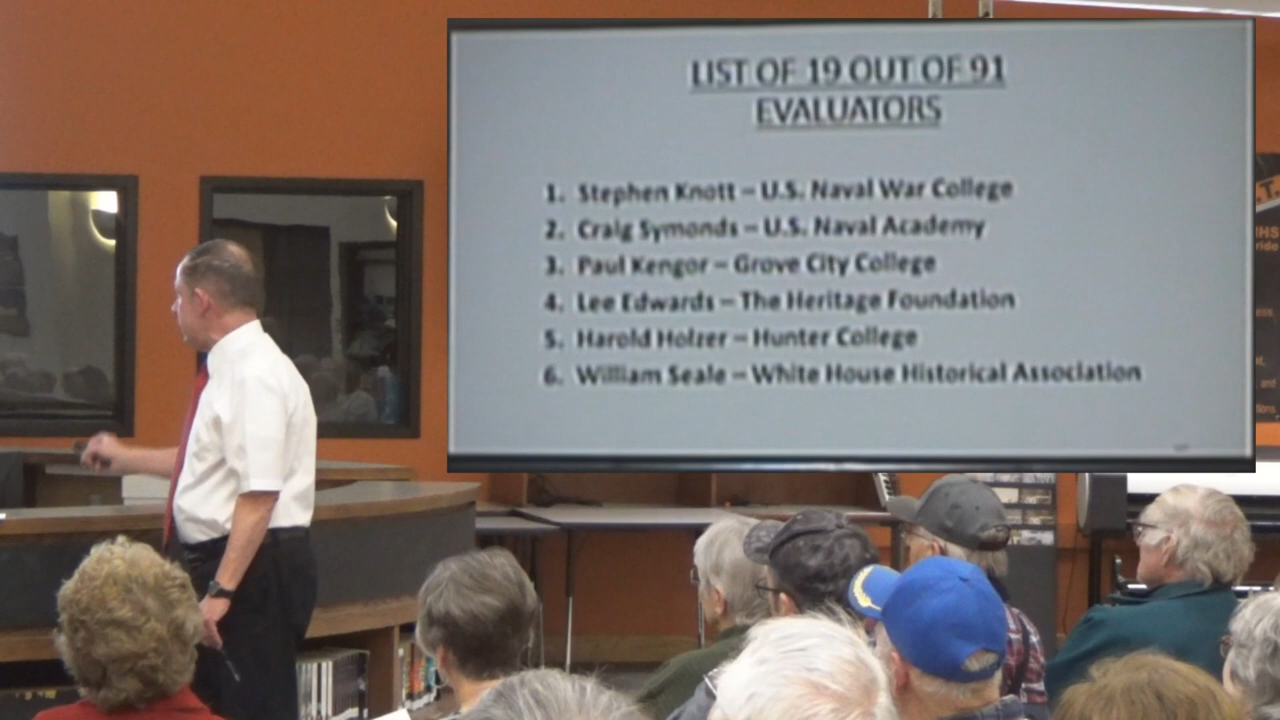 LIST OF 19 OUT OF 91
EVALUATORS
1. Stephen Knott – U.S. Naval War College
2. Craig Symonds – U.S. Naval Academy
3. Paul Kengor – Grove City College
4. Lee Edwards – The Heritage Foundation
5. Harold Holzer – Hunter College
6. William Seale – White House Historical Association